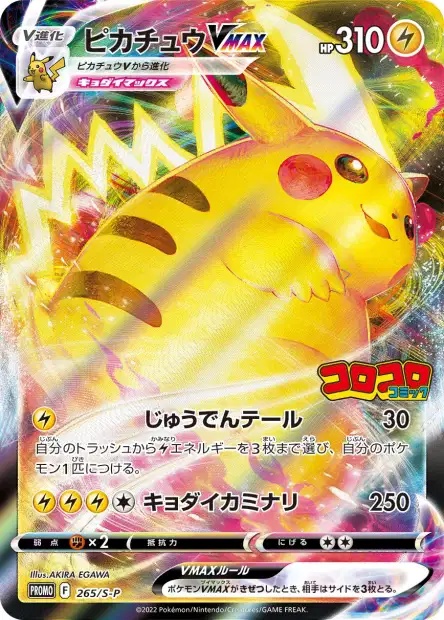 V進化
ピカチュウVMAX
HP310
ピカチュウVから進化
キョダイマックス
コロコロ
コミック
じゅうでんテール 30
自分のトラッシュからエネルギーを3枚まで選び、自分のポケ
モン1匹につける。
キョダイカミナリ 250
弱点 ×2 抵抗力 にげる
Illus.AKIRA EGAWA
VMAXルール
PROMO F 265/S-P
ポケモンVMAXがきぜつしたとき、相手はサイドを3枚とる。
©2022 Pokémon/Nintendo/Creatures/GAME FREAK.